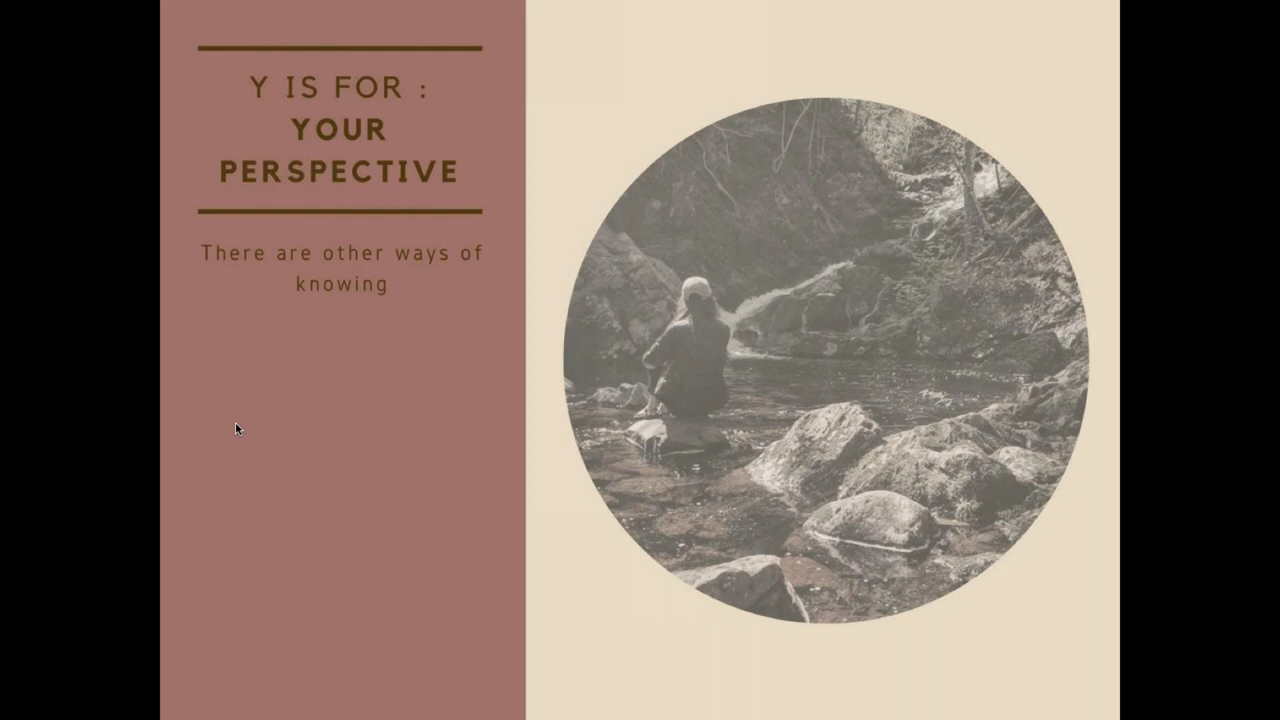 Y IS FOR :
YOUR
PERSPECTIVE
There are other ways of
knowing